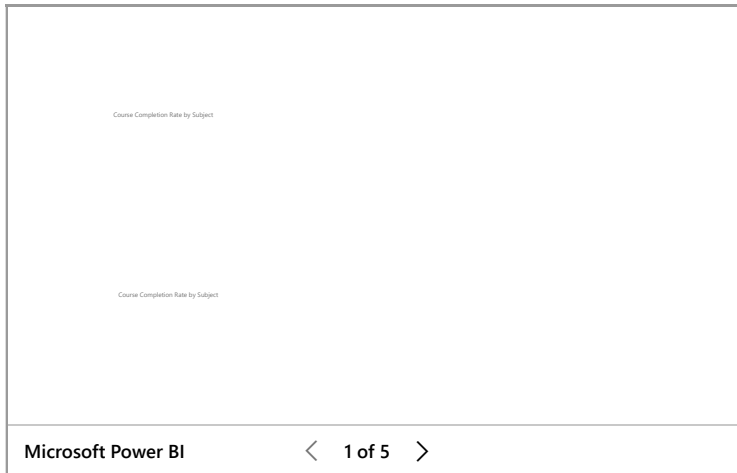 Course Completion Rate by Subject
Course Completion Rate by Subject
Microsoft Power BI
1 of 5